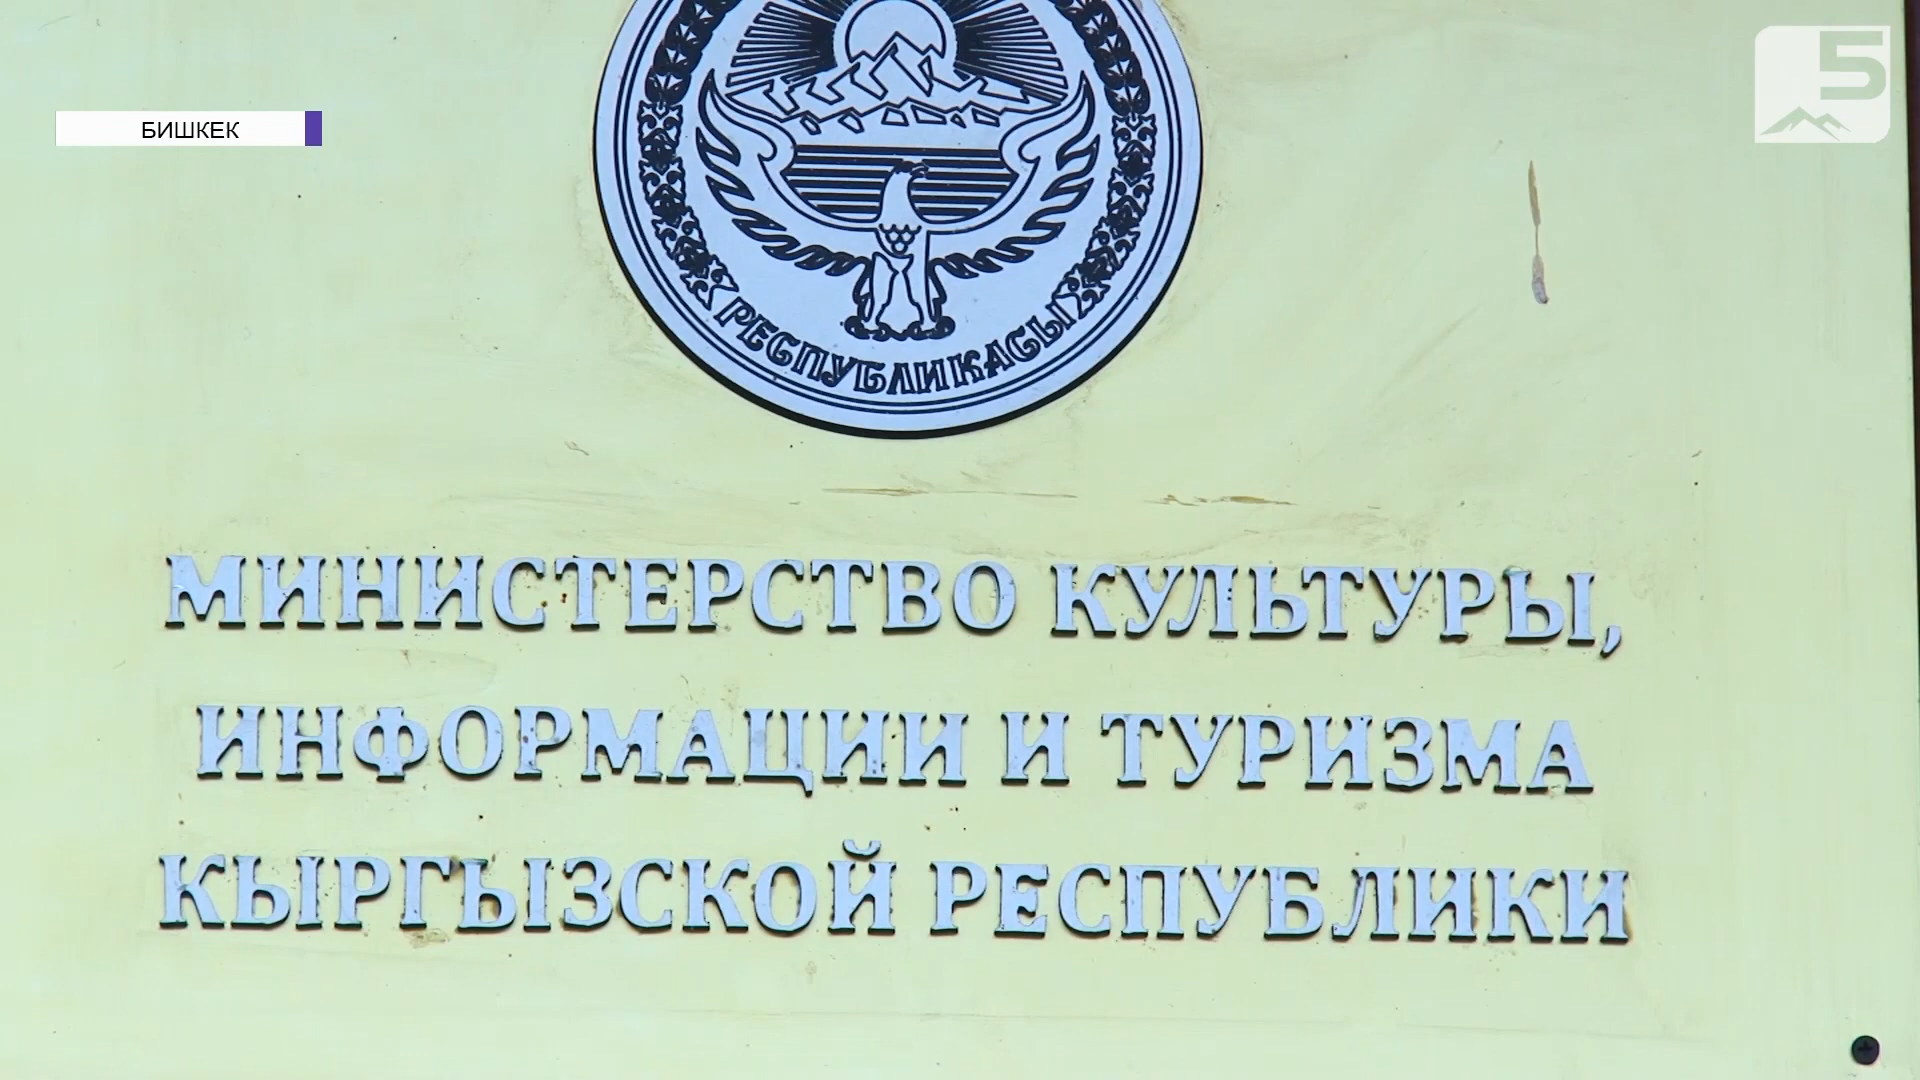 БИШКЕК
5
РЕСПУБЛИКАСЫ
МИНИСТЕРСТВО КУЛЬТУРЫ,
ИНФОРМАЦИИ И ТУРИЗМА
КЫРГЫЗСКОЙ РЕСПУБЛИКИ